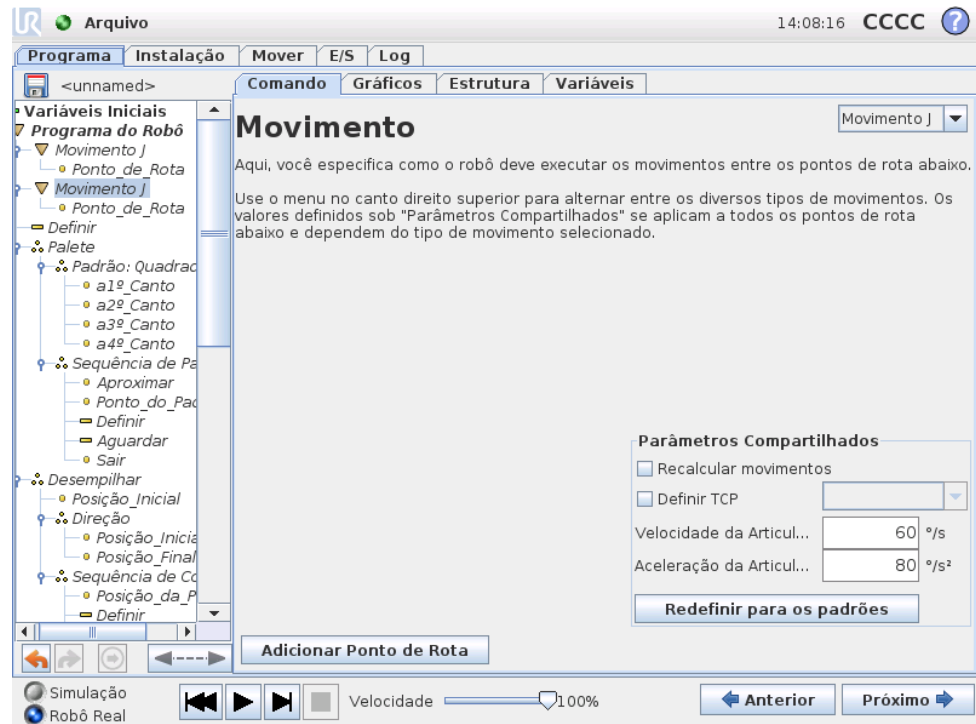 Arquivo
14:08:16 CCCC ?
Programa Instalação Mover E/S Log
<unnamed>
Comando Gráficos Estrutura Variáveis
Variáveis Iniciais
Programa do Robô
Movimento J
Ponto_de_Rota
Movimento J
Ponto_de_Rota
Definir
Palete
Padrão: Quadrac
a1º_Canto
a2º_Canto
a3º_Canto
a4º_Canto
Sequência de Pa
Aproximar
Ponto_do_Pac
Definir
Aguardar
Sair
Desempilhar
Posição_Inicial
Direção
Posição_Inicia
Posição_Final
Sequência de Co
Posição_da_P
Definir
Movimento
Movimento J
Aqui, você especifica como o robô deve executar os movimentos entre os pontos de rota abaixo.
Use o menu no canto direito superior para alternar entre os diversos tipos de movimentos. Os
valores definidos sob "Parâmetros Compartilhados" se aplicam a todos os pontos de rota
abaixo e dependem do tipo de movimento selecionado.
Parâmetros Compartilhados
Recalcular movimentos
Definir TCP
Velocidade da Articul... 60 °/s
Aceleração da Articul... 80 °/s²
Redefinir para os padrões
Adicionar Ponto de Rota
Simulação
Robô Real
Velocidade 100%
Anterior Próximo